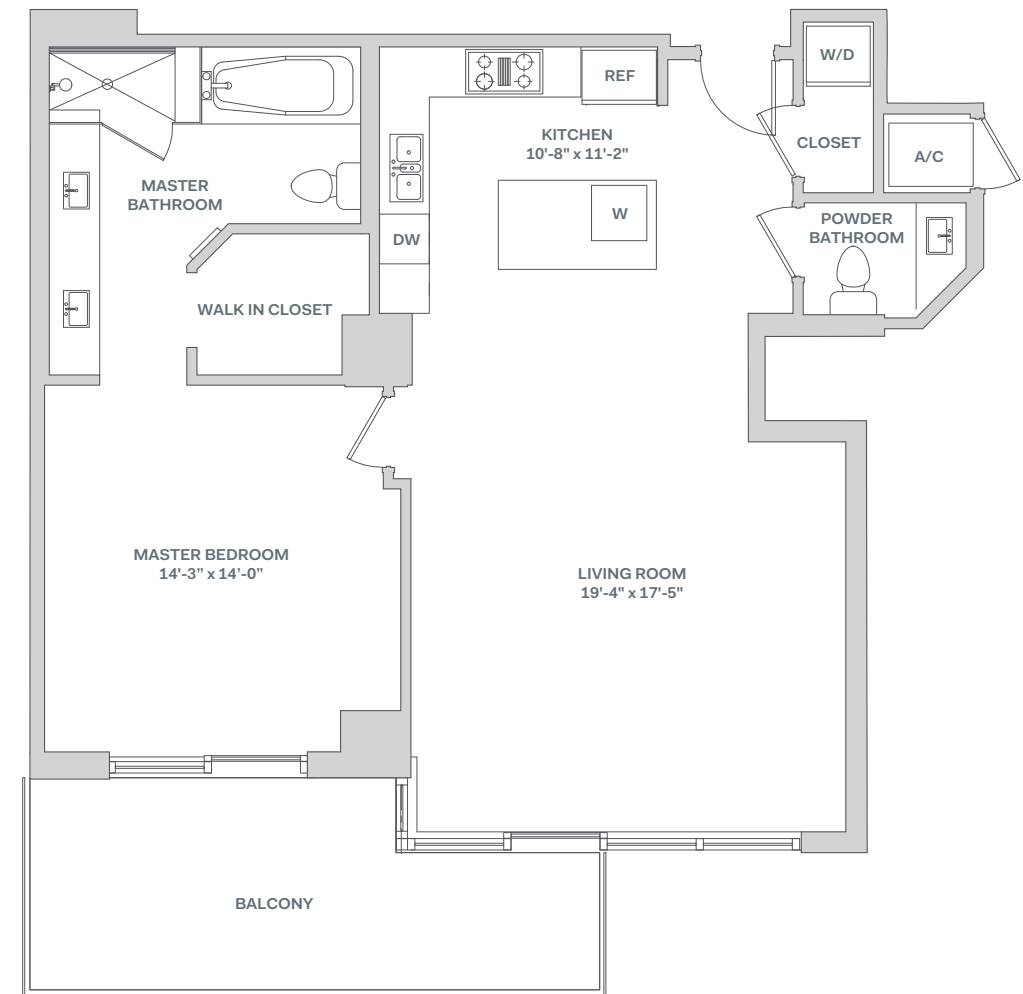 W/D
REF
KITCHEN
10'-8" x 11'-2"
CLOSET
A/C
MASTER
BATHROOM
W
POWDER
BATHROOM
DW
WALK IN CLOSET
MASTER BEDROOM
14'-3” x 14’-0”
LIVING ROOM
19'-4" x 17'-5"
BALCONY